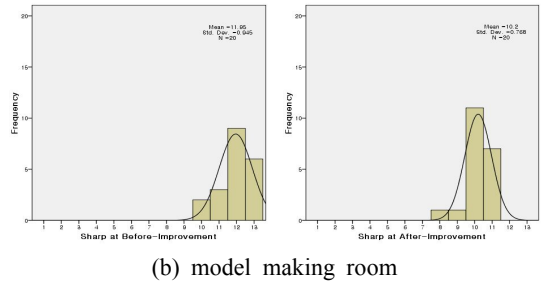 20
15
10
5
0
Frequency
Mean =11.95
Std. Dev. =0.945
N =20
1 2 3 4 5 6 7 8 9 10 11 12 13
Sharp at Before-Improvement
20
15
10
5
0
Frequency
Mean =10.2
Std. Dev. =0.768
N =20
1 2 3 4 5 6 7 8 9 10 11 12 13
Sharp at After-Improvement
(b) model making room